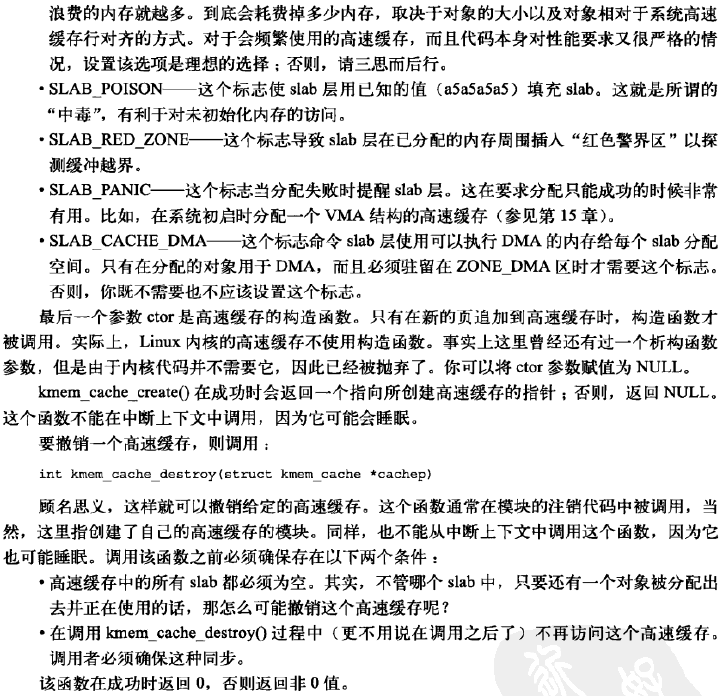 浪费的内存就越多。到底会耗费掉多少内存，取决于对象的大小以及对象相对于系统高速
缓存行对齐的方式。对于会频繁使用的高速缓存，而且代码本身对性能要求又很严格的情
况，设置该选项是理想的选择；否则，请三思而后行。
• SLAB_POISON——这个标志使 slab 层用已知的值（a5a5a5a5）填充 slab。这就是所谓的
“中毒”，有利于对未初始化内存的访问。
• SLAB_RED_ZONE——这个标志导致 slab 层在已分配的内存周围插入“红色警界区”以探
测缓冲越界。
• SLAB_PANIC——这个标志当分配失败时提醒 slab 层。这在要求分配只能成功的时候非常
有用。比如，在系统初启时分配一个 VMA 结构的高速缓存（参见第 15 章）。
• SLAB_CACHE_DMA——这个标志命令 slab 层使用可以执行 DMA 的内存给每个 slab 分配
空间。只有在分配的对象用于 DMA，而且必须驻留在 ZONE_DMA 区时才需要这个标志。
否则，你既不需要也不应该设置这个标志。
最后一个参数 ctor 是高速缓存的构造函数。只有在新的页追加到高速缓存时，构造函数才
被调用。实际上，Linux 内核的高速缓存不使用构造函数。事实上这里曾经还有过一个析构函数
参数，但是由于内核代码并不需要它，因此已经被抛弃了。你可以将 ctor 参数赋值为 NULL。
kmem_cache_create() 在成功时会返回一个指向所创建高速缓存的指针；否则，返回 NULL。
这个函数不能在中断上下文中调用，因为它可能会睡眠。
要撤销一个高速缓存，则调用：
int kmem_cache_destroy(struct kmem_cache *cachep)
顾名思义，这样就可以撤销给定的高速缓存。这个函数通常在模块的注销代码中被调用，当
然，这里指创建了自己的高速缓存的模块。同样，也不能从中断上下文中调用这个函数，因为它
也可能睡眠。调用该函数之前必须确保存在以下两个条件：
• 高速缓存中的所有 slab 都必须为空。其实，不管哪个 slab 中，只要还有一个对象被分配出
去并正在使用的话，那怎么可能撤销这个高速缓存呢？
• 在调用 kmem_cache_destroy() 过程中（更不用说在调用之后了）不再访问这个高速缓存。
调用者必须确保这种同步。
该函数在成功时返回 0，否则返回非 0 值。